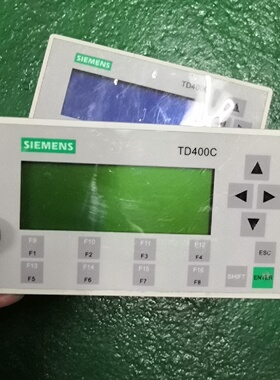 SIEMENS
TD400C
SIEMENS
TD400C
F9 F10 F11 F12
F1 F2 F3 F4
ESC
F13 F14 F15 F16
F5 F6 F7 F8
SHIFT ENTER